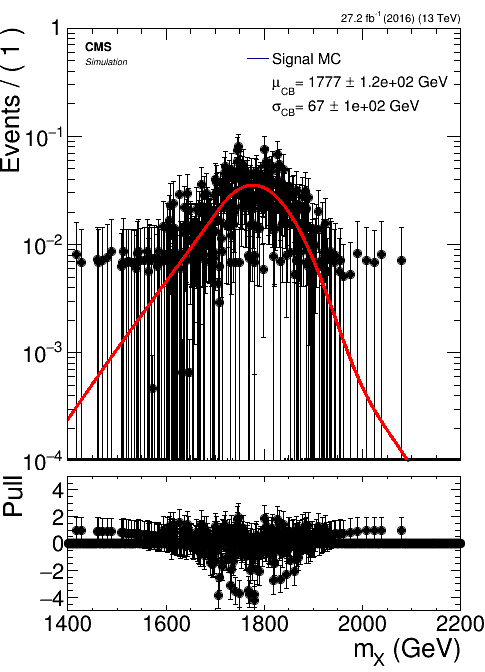 27.2 fb⁻¹ (2016) (13 TeV)
CMS
Simulation
Signal MC
μ_CB = 1777 ± 1.2e+02 GeV
σ_CB = 67 ± 1e+02 GeV
Events / ( 1 )
1
10⁻¹
10⁻²
10⁻³
10⁻⁴
Pull
4
2
0
−2
−4
1400 1600 1800 2000 2200
m_X (GeV)